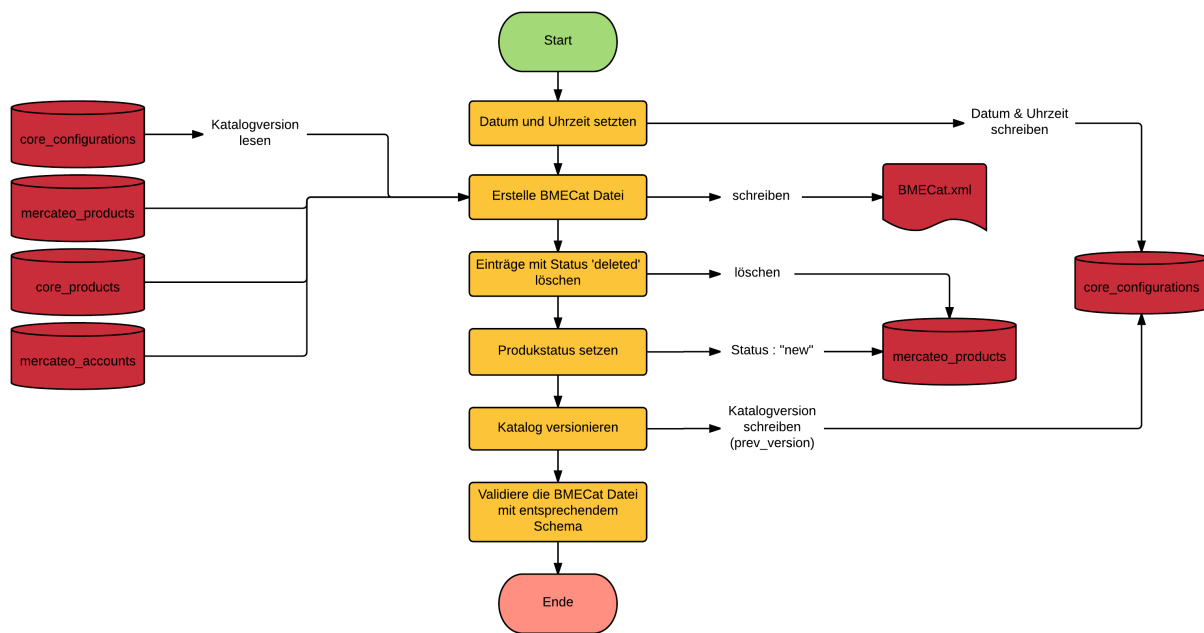 Start
Datum und Uhrzeit setzten
Datum & Uhrzeit
schreiben
core_configurations
Katalogversion
lesen
mercateo_products
Erstelle BMECat Datei
schreiben
BMECat.xml
core_products
Einträge mit Status 'deleted'
löschen
löschen
core_configurations
mercateo_accounts
Produkstatus setzen
Status : "new"
mercateo_products
Katalog versionieren
Katalogversion
schreiben
(prev_version)
Validiere die BMECat Datei
mit entsprechendem
Schema
Ende